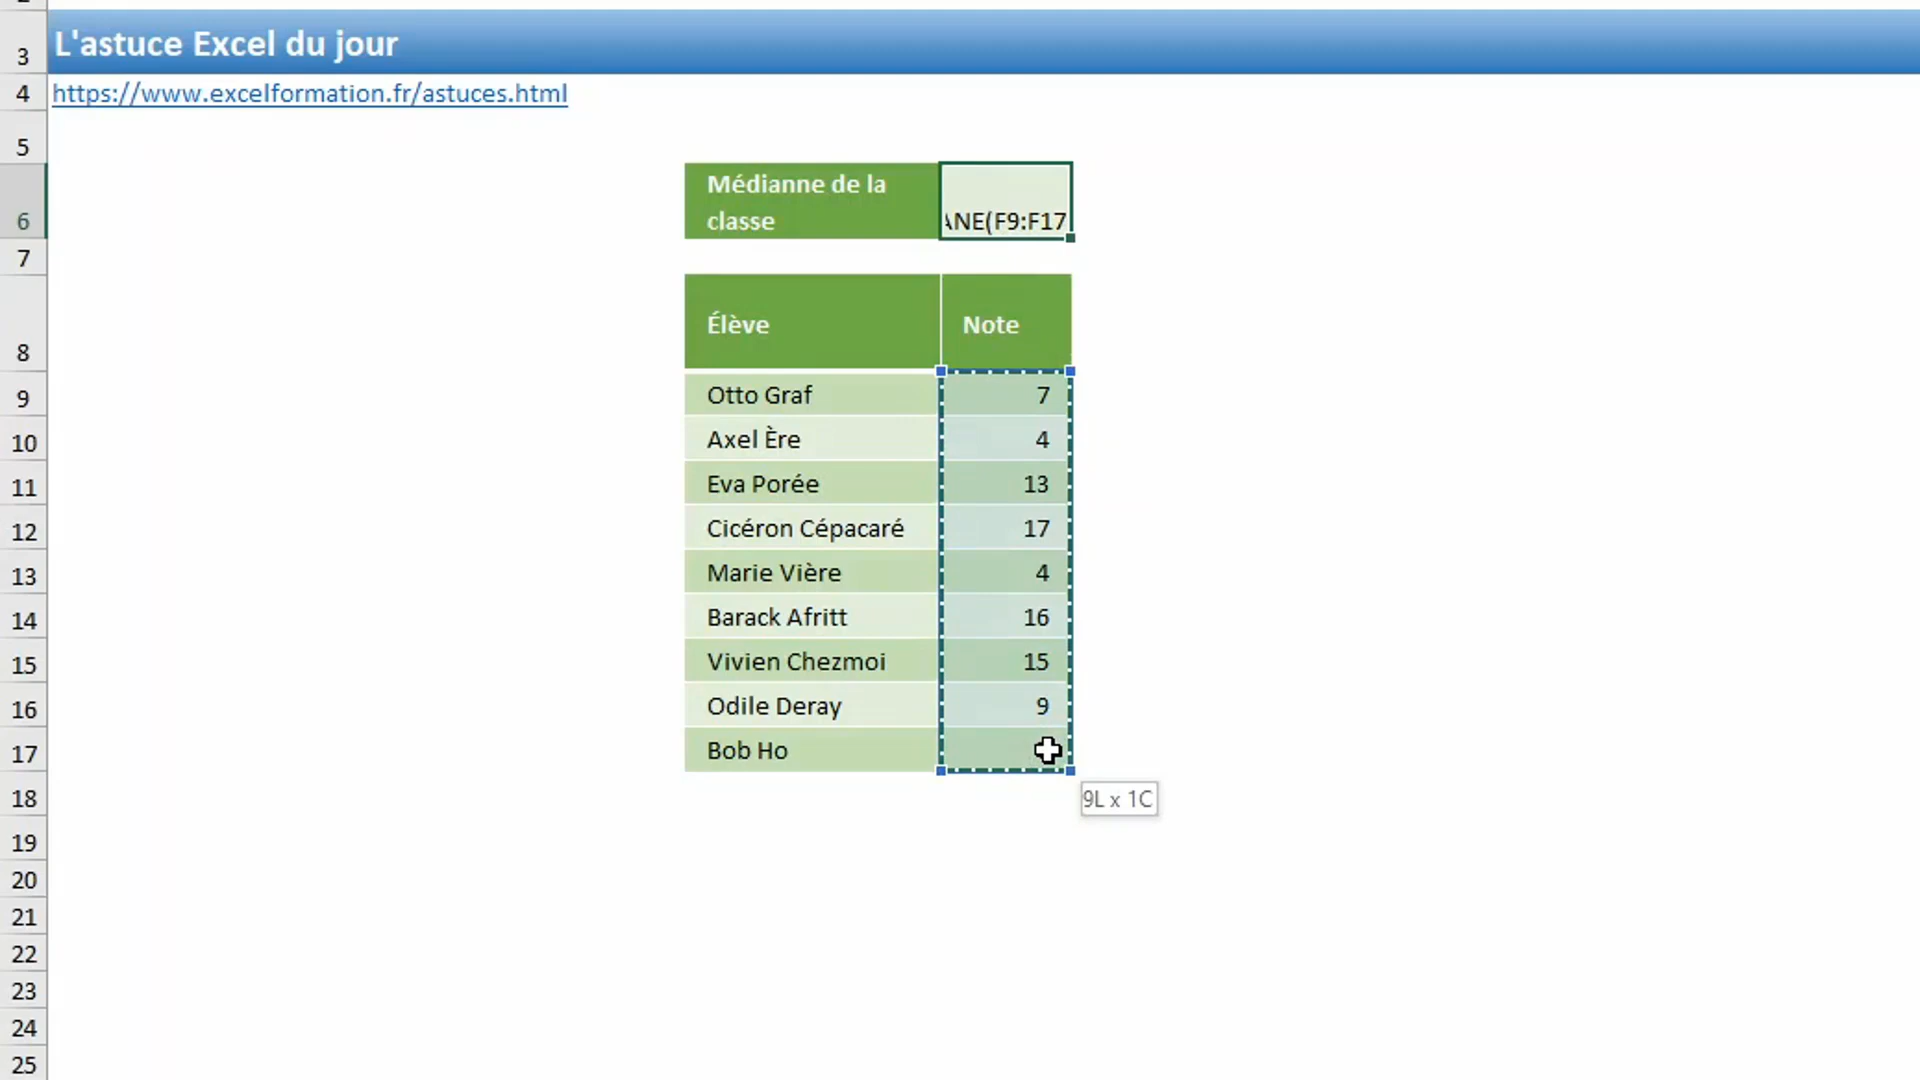 3 L'astuce Excel du jour
4 https://www.excelformation.fr/astuces.html
5
Médianne de la
6 classe ANE(F9:F17
7
8 Élève Note
9 Otto Graf 7
10 Axel Ère 4
11 Eva Porée 13
12 Cicéron Cépacaré 17
13 Marie Vière 4
14 Barack Afritt 16
15 Vivien Chezmoi 15
16 Odile Deray 9
17 Bob Ho
18 9L x 1C
19
20
21
22
23
24
25